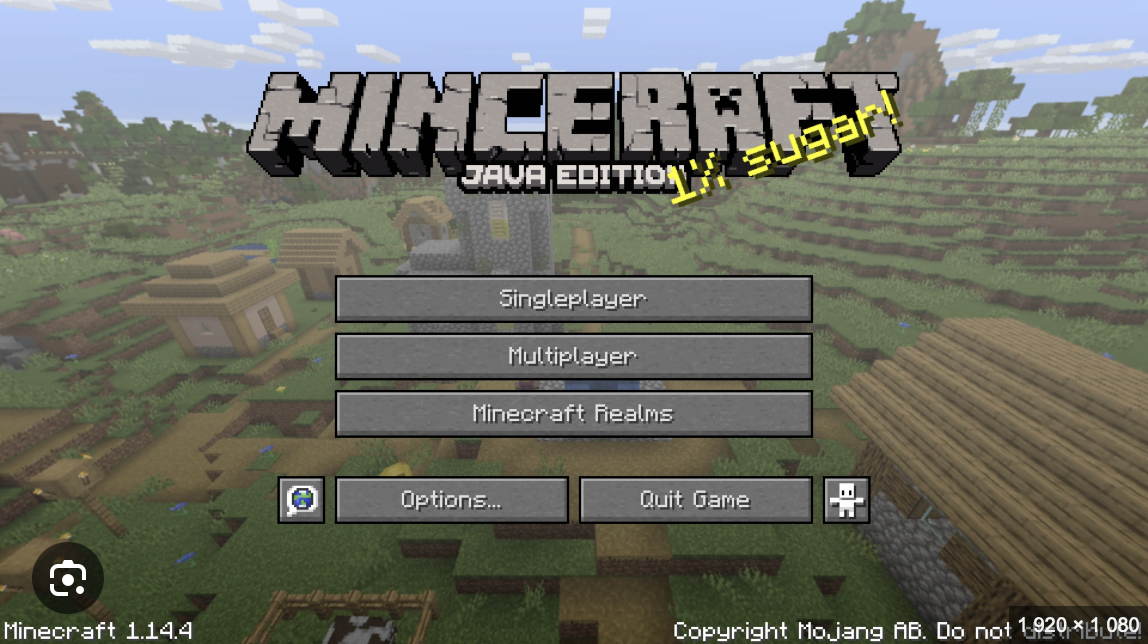 MINCERAFT
JAVA EDITION
1% sugar!
Singleplayer
Multiplayer
Minecraft Realms
Options...
Quit Game
Minecraft 1.14.4
Copyright Mojang AB. Do not
1 920 × 1 080